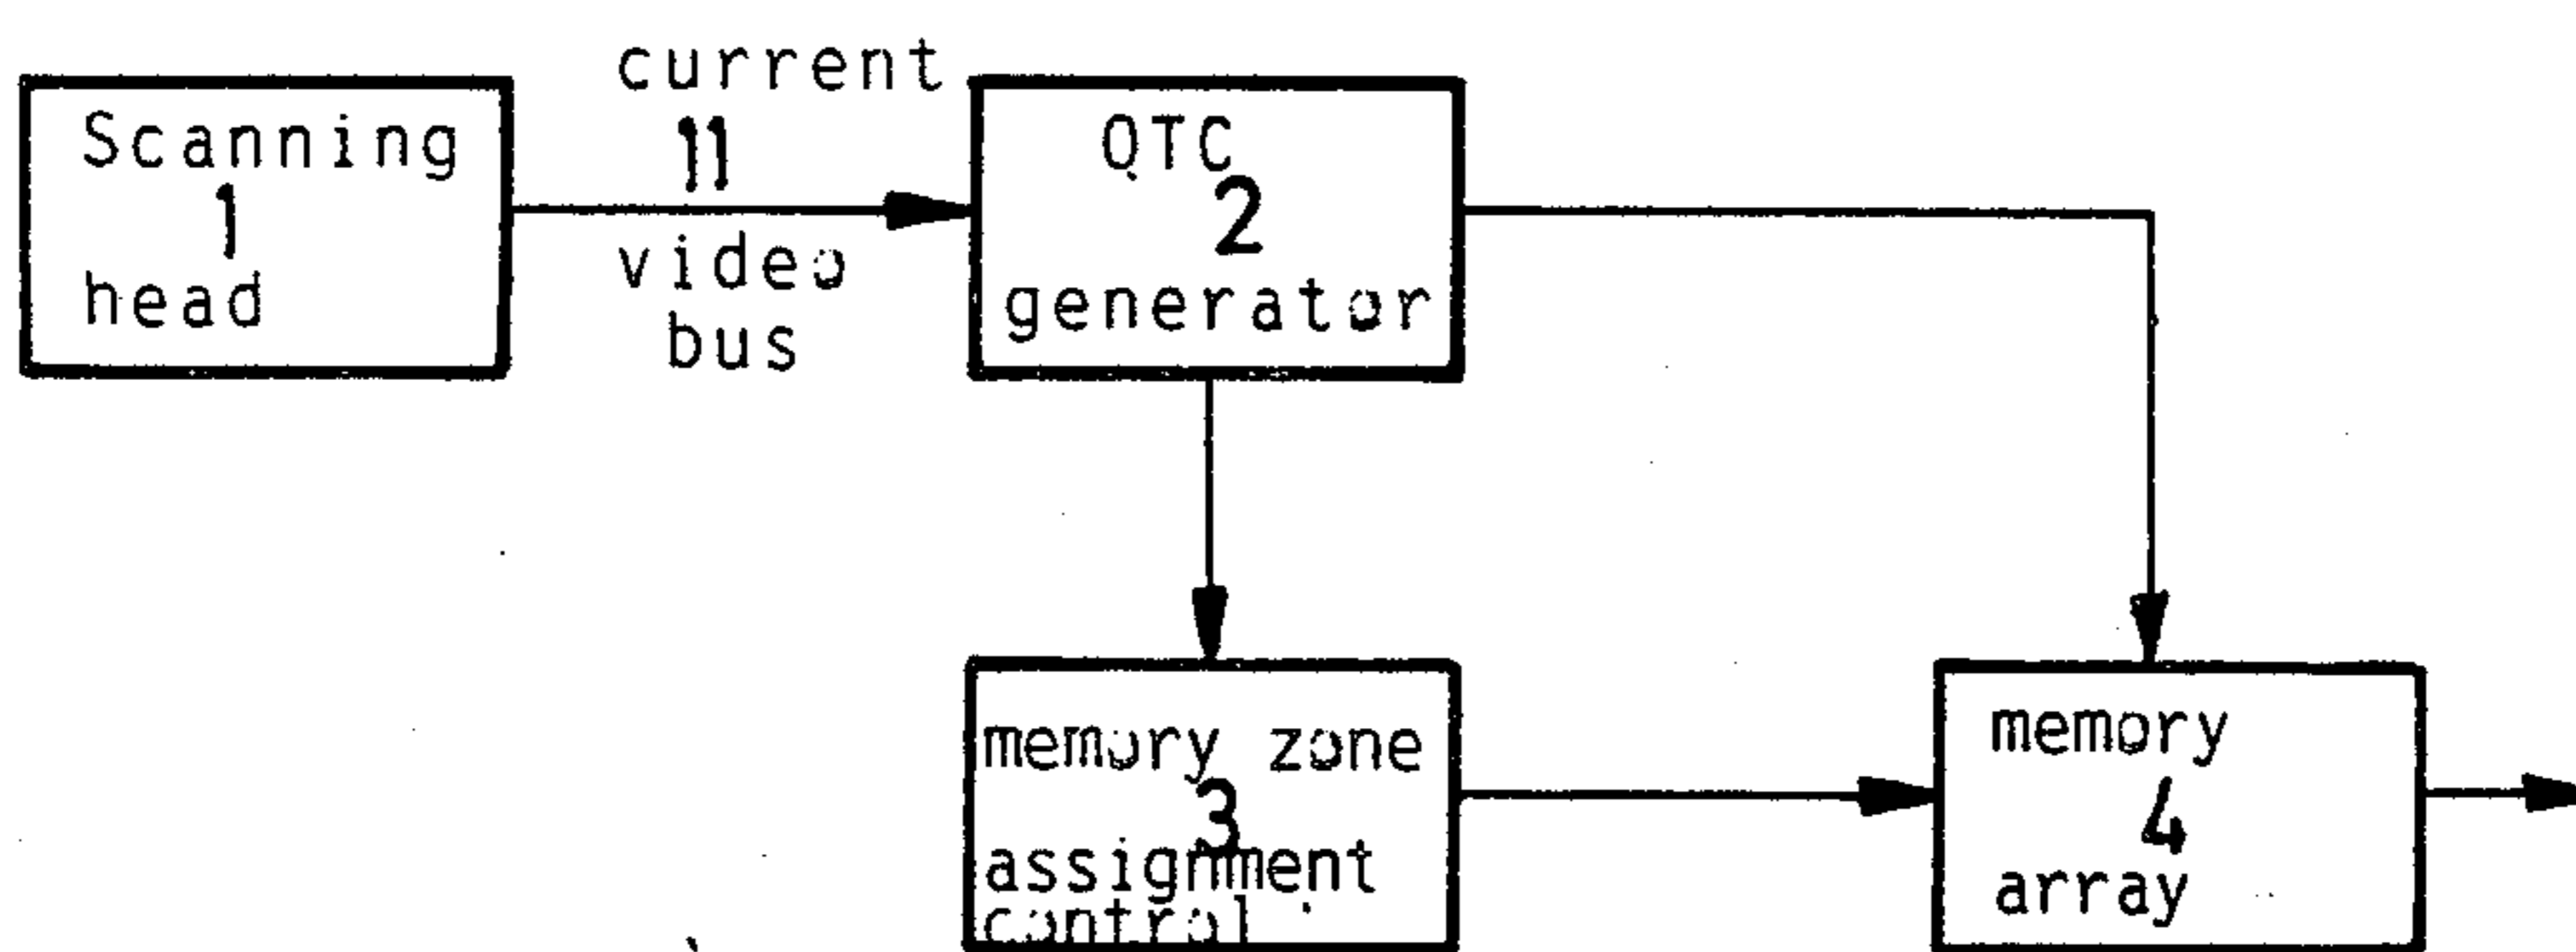 Scanning
1
head
current
11
video
bus
QTC
2
generator
memory zone
3
assignment
control
memory
4
array